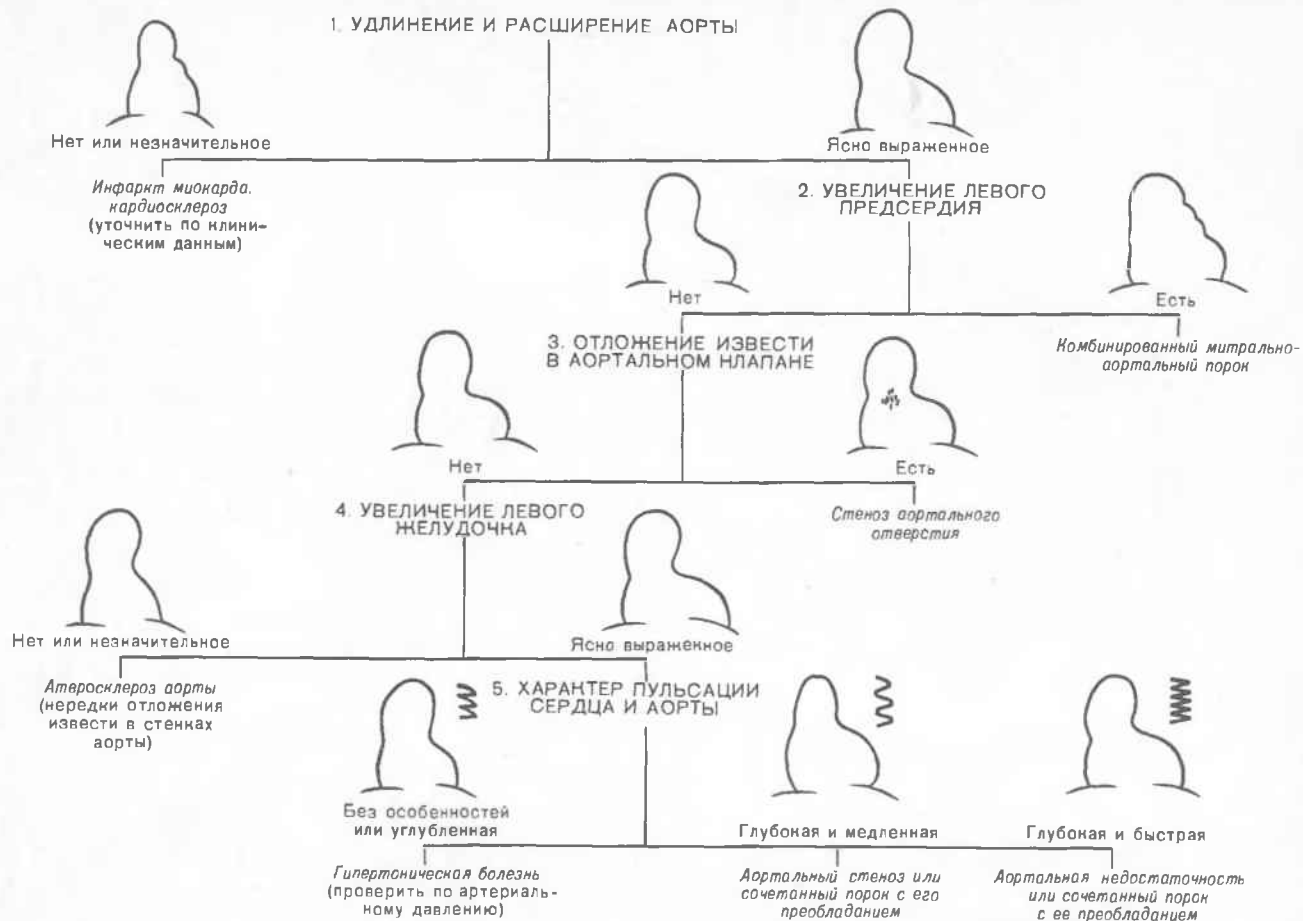 1. УДЛИНЕНИЕ И РАСШИРЕНИЕ АОРТЫ
Нет или незначительное
Ясно выраженное
Инфаркт миокарда.
кардиосклероз
(уточнить по клини-
ческим данным)
2. УВЕЛИЧЕНИЕ ЛЕВОГО
ПРЕДСЕРДИЯ
Нет
Есть
Комбинированный митрально-
аортальный порок
3. ОТЛОЖЕНИЕ ИЗВЕСТИ
В АОРТАЛЬНОМ НЛАПАНЕ
Нет
Есть
Стеноз аортального
отверстия
4. УВЕЛИЧЕНИЕ ЛЕВОГО
ЖЕЛУДОЧКА
Нет или незначительное
Ясно выраженное
Атвросклероз аорты
(нередки отложения
извести в стенках
аорты)
5. ХАРАКТЕР ПУЛЬСАЦИИ
СЕРДЦА И АОРТЫ
Без особенностей
или углубленная
Глубокая и медленная
Глубокая и быстрая
Гипертоническая болезнь
(проверить по артериаль-
ному давлению)
Аортальный стеноз или
сочетанный порок с его
преобладанием
Аортальная недостаточность
или сочетанный порок
с ее преобладанием